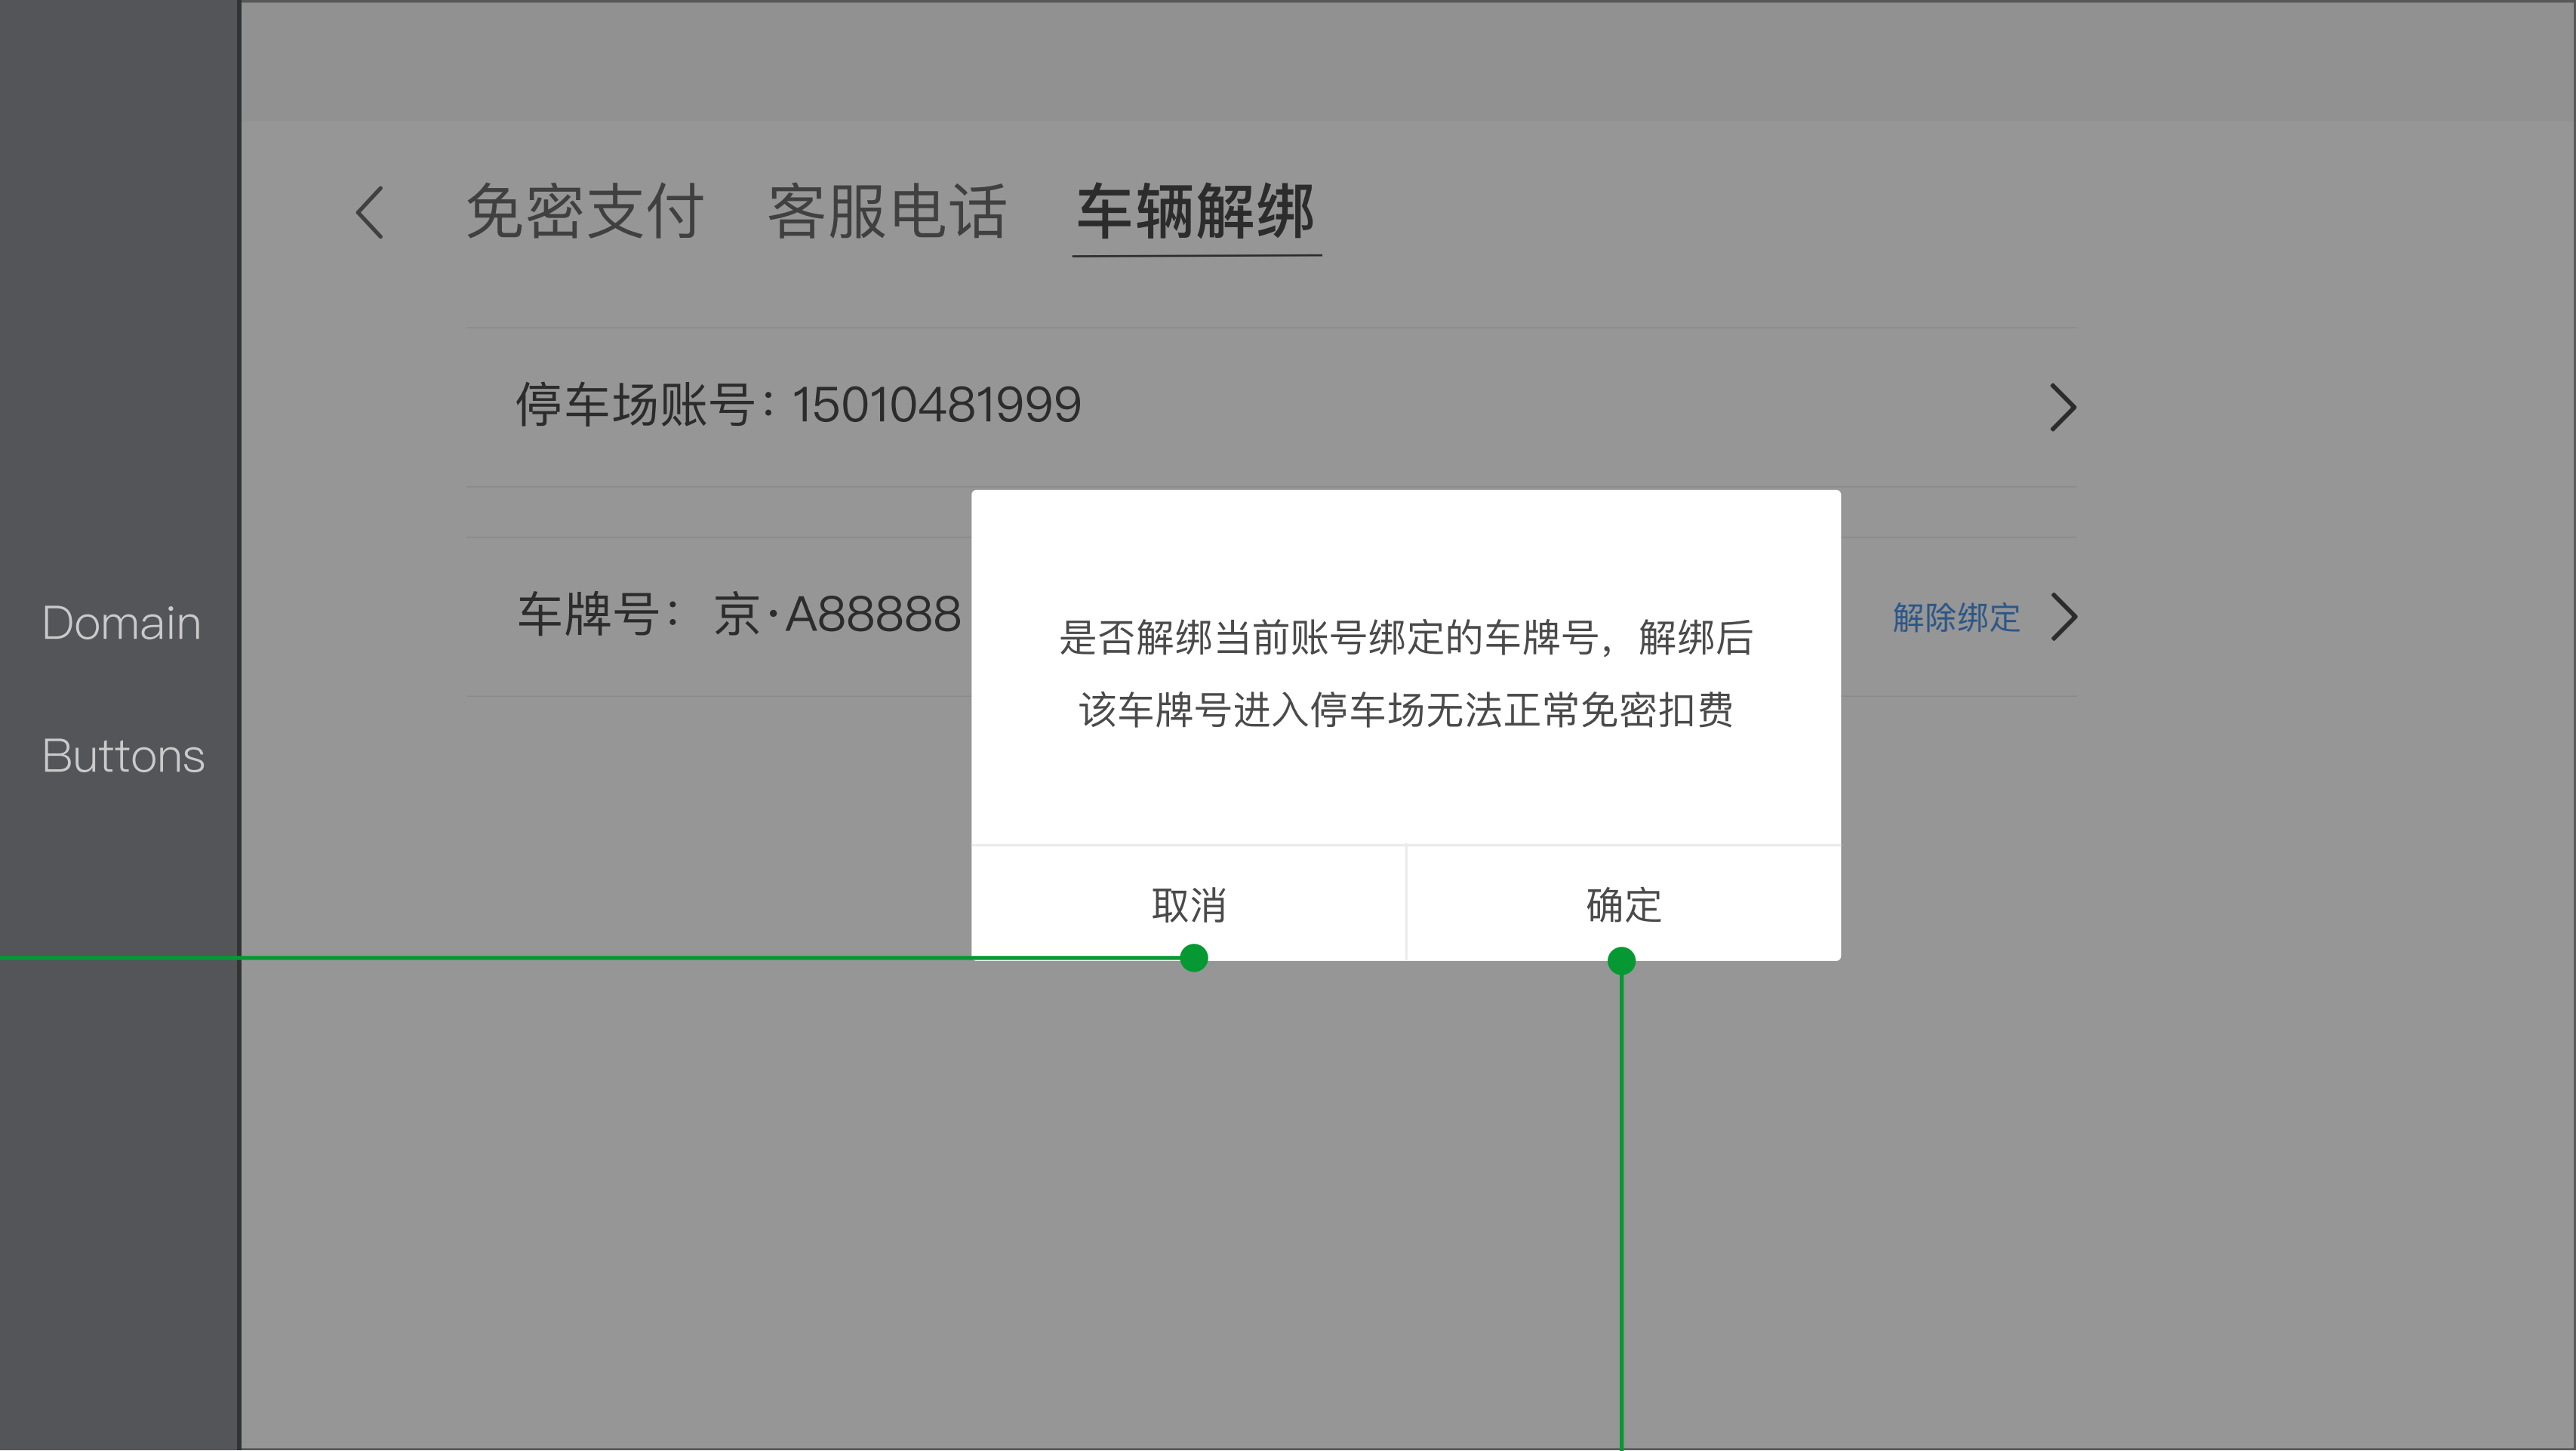 免密支付 客服电话 车辆解绑
停车场账号：15010481999
车牌号： 京·A88888
解除绑定
Domain
Buttons
是否解绑当前账号绑定的车牌号，解绑后
该车牌号进入停车场无法正常免密扣费
取消 确定